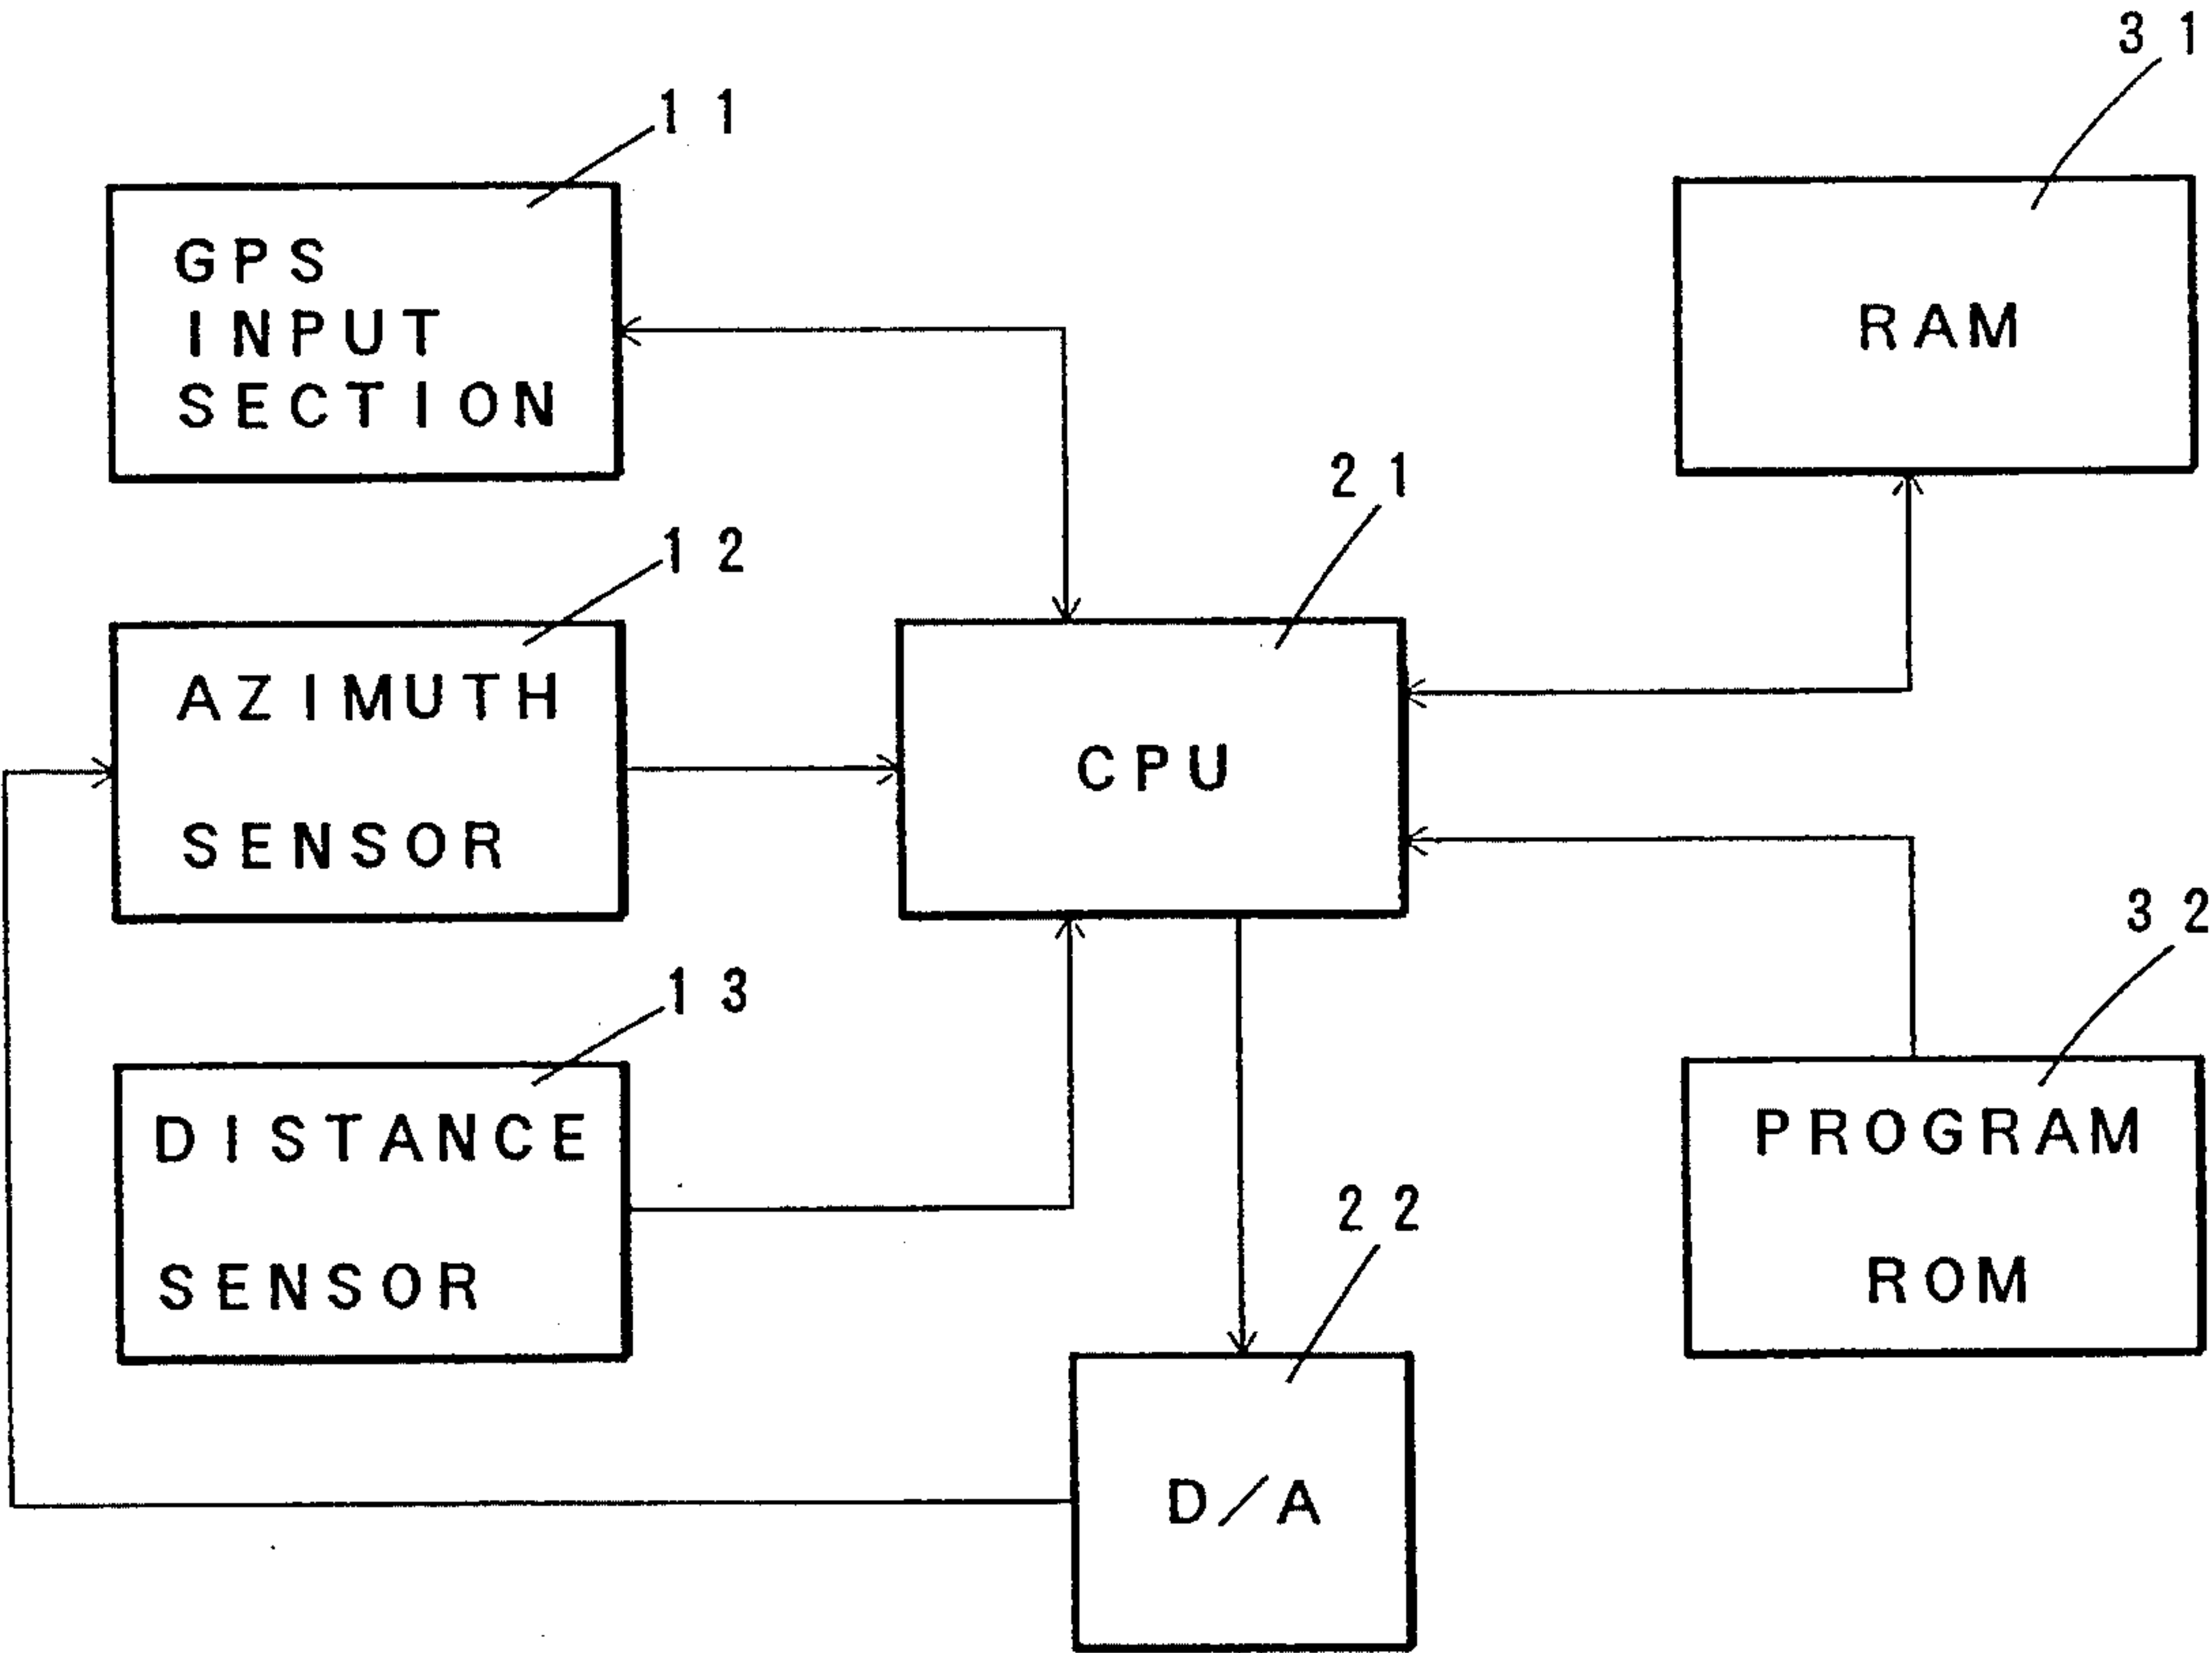 31
11
GPS
INPUT
SECTION
RAM
21
12
AZIMUTH
SENSOR
CPU
32
13
DISTANCE
SENSOR
PROGRAM
ROM
22
D/A